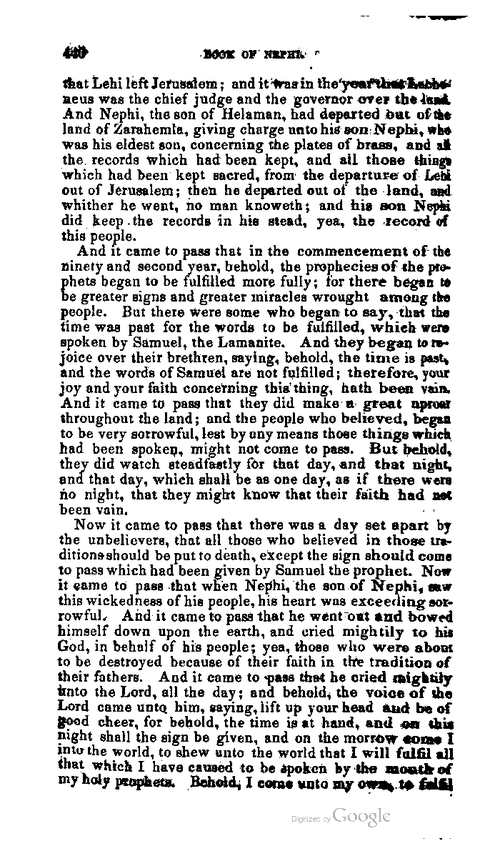 440 BOOK OF NEPHI.
that Lehi left Jerusalem; and it was in the year that Lacho-
neus was the chief judge and the governor over the land.
And Nephi, the son of Helaman, had departed out of the
land of Zarahemla, giving charge unto his son Nephi, who
was his eldest son, concerning the plates of brass, and all
the records which had been kept, and all those things
which had been kept sacred, from the departure of Lehi
out of Jerusalem; then he departed out of the land, and
whither he went, no man knoweth; and his son Nephi
did keep the records in his stead, yea, the record of
this people.
And it came to pass that in the commencement of the
ninety and second year, behold, the prophecies of the pro-
phets began to be fulfilled more fully; for there began to
be greater signs and greater miracles wrought among the
people. But there were some who began to say, that the
time was past for the words to be fulfilled, which were
spoken by Samuel, the Lamanite. And they began to re-
joice over their brethren, saying, behold, the time is past,
and the words of Samuel are not fulfilled; therefore, your
joy and your faith concerning this thing, hath been vain.
And it came to pass that they did make a great uproar
throughout the land; and the people who believed, began
to be very sorrowful, lest by any means those things which
had been spoken, might not come to pass. But behold,
they did watch steadfastly for that day, and that night,
and that day, which shall be as one day, as if there were
no night, that they might know that their faith had not
been vain.
Now it came to pass that there was a day set apart by
the unbelievers, that all those who believed in those tra-
ditions should be put to death, except the sign should come
to pass which had been given by Samuel the prophet. Now
it came to pass that when Nephi, the son of Nephi, saw
this wickedness of his people, his heart was exceeding sor-
rowful. And it came to pass that he went out and bowed
himself down upon the earth, and cried mightily to his
God, in behalf of his people; yea, those who were about
to be destroyed because of their faith in the tradition of
their fathers. And it came to pass that he cried mightily
unto the Lord, all the day; and behold, the voice of the
Lord came unto him, saying, lift up your head and be of
good cheer, for behold, the time is at hand, and on this
night shall the sign be given, and on the morrow come I
into the world, to shew unto the world that I will fulfil all
that which I have caused to be spoken by the mouth of
my holy prophets. Behold, I come unto my own, to fulfil
Digitized by Google